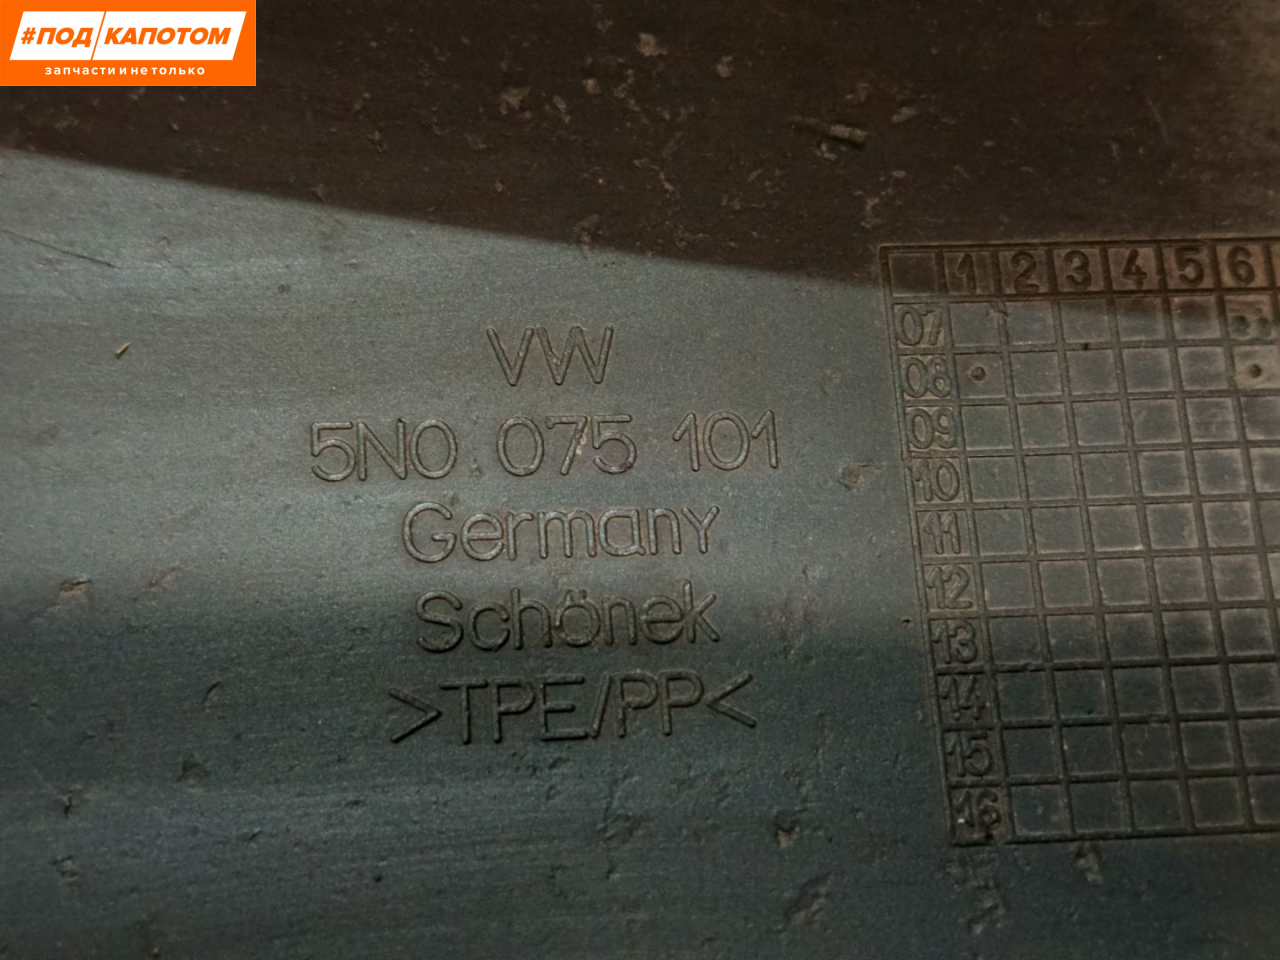 #ПОД КАПОТОМ
запчасти и не только
VW
5N0 075 101
Germany
Schönek
>TPE/PP<
1 2 3 4 5 6
07
08
09
10
11
12
13
14
15
16